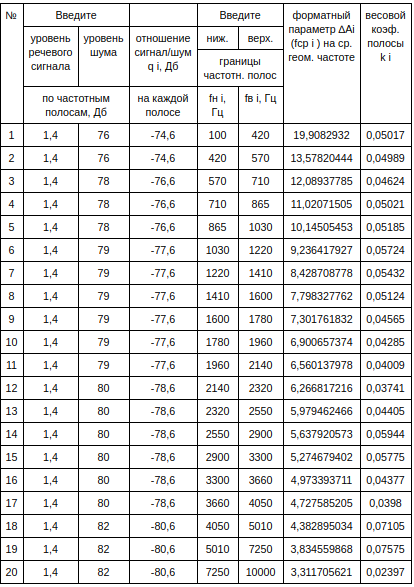 № Введите Введите форматный весовой
уровень уровень отношение ниж. верх. параметр ΔAi коэф.
речевого шума сигнал/шум (fср i ) на ср. полосы
сигнала q i, Дб границы геом. частоте k i
частотн. полос
по частотным на каждой fн i, fв i, Гц
полосам, Дб полосе Гц
1 1,4 76 -74,6 100 420 19,9082932 0,05017
2 1,4 76 -74,6 420 570 13,57820444 0,04989
3 1,4 78 -76,6 570 710 12,08937785 0,04624
4 1,4 78 -76,6 710 865 11,02071505 0,05021
5 1,4 78 -76,6 865 1030 10,14505453 0,05185
6 1,4 79 -77,6 1030 1220 9,236417927 0,05724
7 1,4 79 -77,6 1220 1410 8,428708778 0,05432
8 1,4 79 -77,6 1410 1600 7,798327762 0,05124
9 1,4 79 -77,6 1600 1780 7,301761832 0,04565
10 1,4 79 -77,6 1780 1960 6,900657374 0,04285
11 1,4 79 -77,6 1960 2140 6,560137978 0,04009
12 1,4 80 -78,6 2140 2320 6,266817216 0,03741
13 1,4 80 -78,6 2320 2550 5,979462466 0,04405
14 1,4 80 -78,6 2550 2900 5,637920573 0,05944
15 1,4 80 -78,6 2900 3300 5,274679402 0,05775
16 1,4 80 -78,6 3300 3660 4,973393711 0,04377
17 1,4 80 -78,6 3660 4050 4,727585205 0,0398
18 1,4 82 -80,6 4050 5010 4,382895034 0,07105
19 1,4 82 -80,6 5010 7250 3,834559868 0,07575
20 1,4 82 -80,6 7250 10000 3,311705621 0,02397